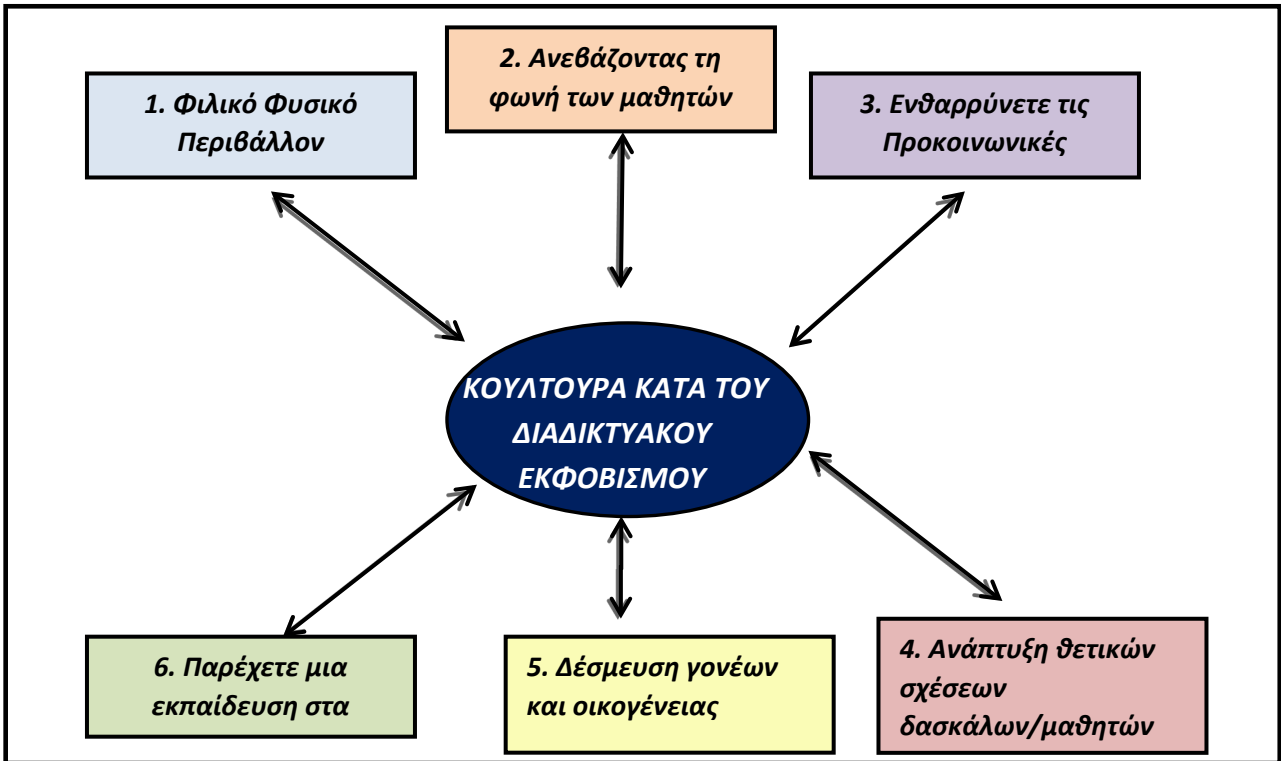 1. Φιλικό Φυσικό
Περιβάλλον
2. Ανεβάζοντας τη
φωνή των μαθητών
3. Ενθαρρύνετε τις
Προκοινωνικές
ΚΟΥΛΤΟΥΡΑ ΚΑΤΑ ΤΟΥ
ΔΙΑΔΙΚΤΥΑΚΟΥ
ΕΚΦΟΒΙΣΜΟΥ
6. Παρέχετε μια
εκπαίδευση στα
5. Δέσμευση γονέων
και οικογένειας
4. Ανάπτυξη θετικών
σχέσεων
δασκάλων/μαθητών